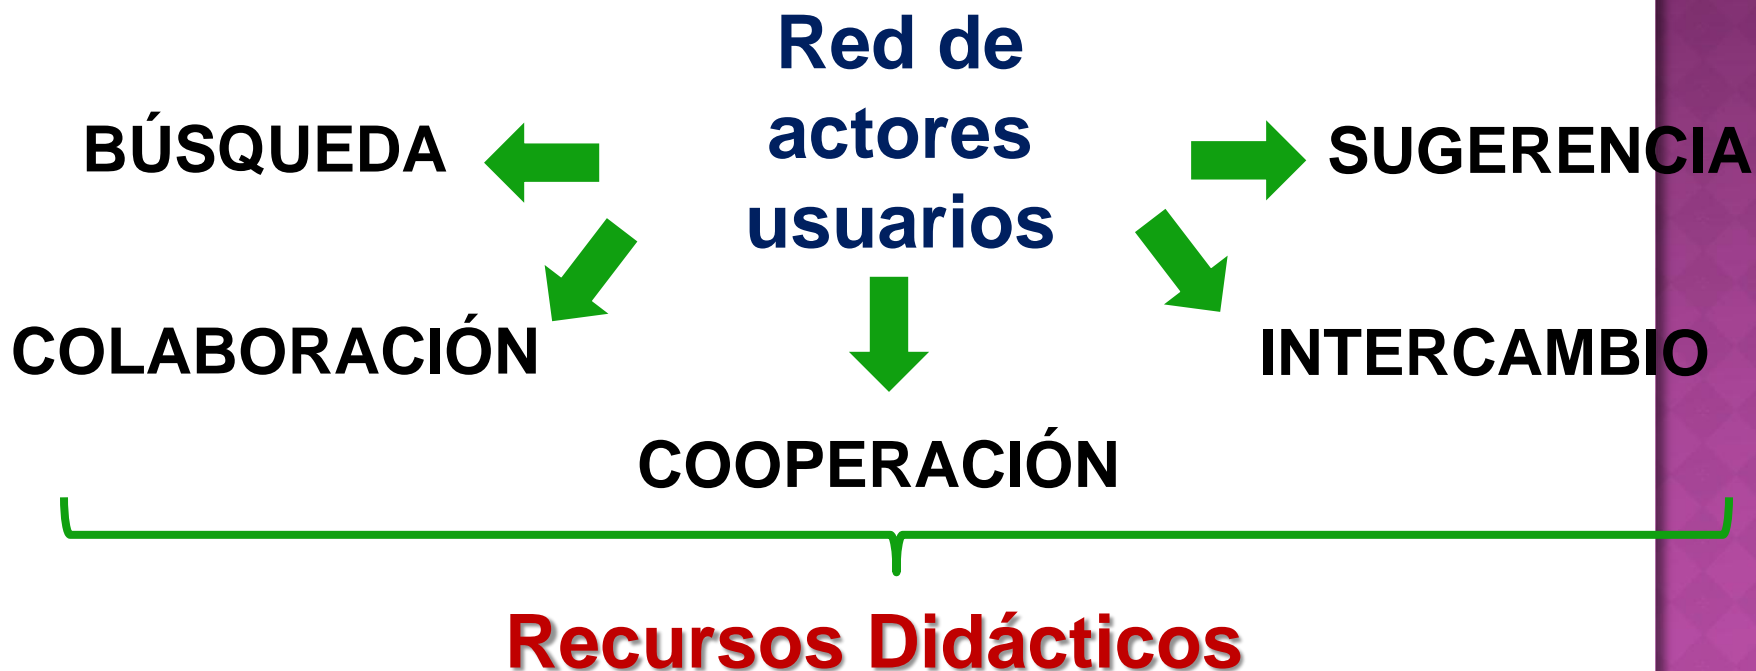 Red de
actores
usuarios
BÚSQUEDA
SUGERENCIA
COLABORACIÓN
INTERCAMBIO
COOPERACIÓN
Recursos Didácticos